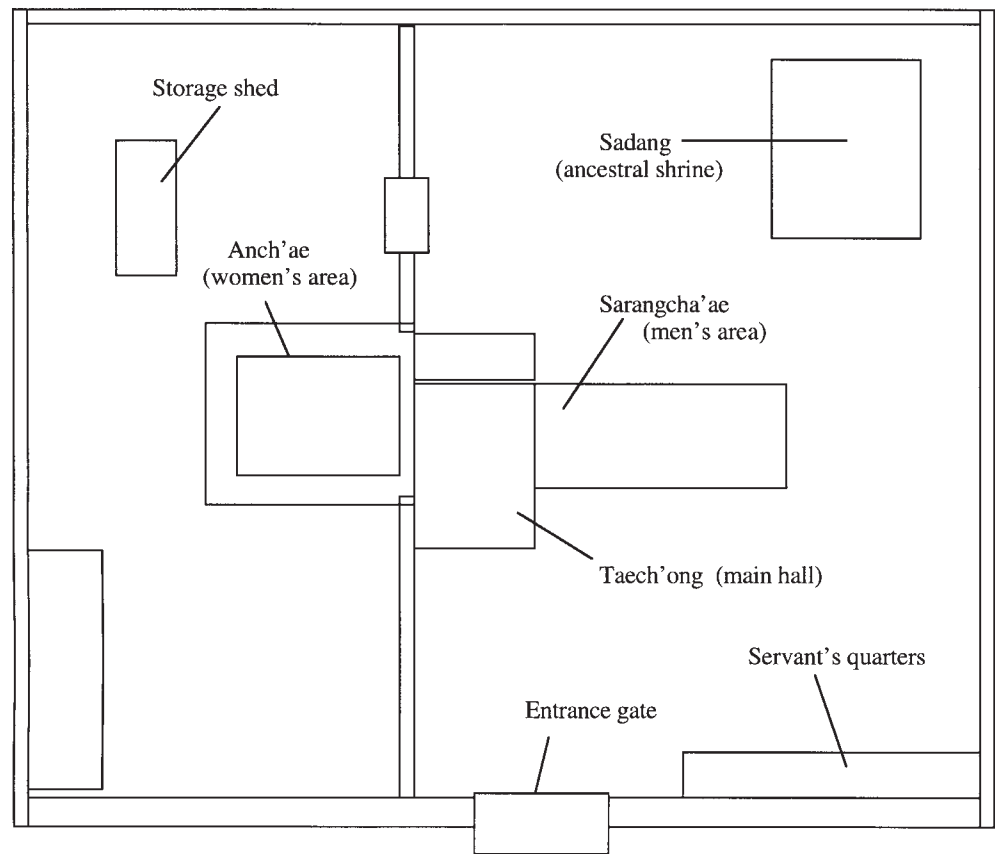 Storage shed
Sadang
(ancestral shrine)
Anch’ae
(women’s area)
Sarangcha’ae
(men’s area)
Taech’ong (main hall)
Servant’s quarters
Entrance gate